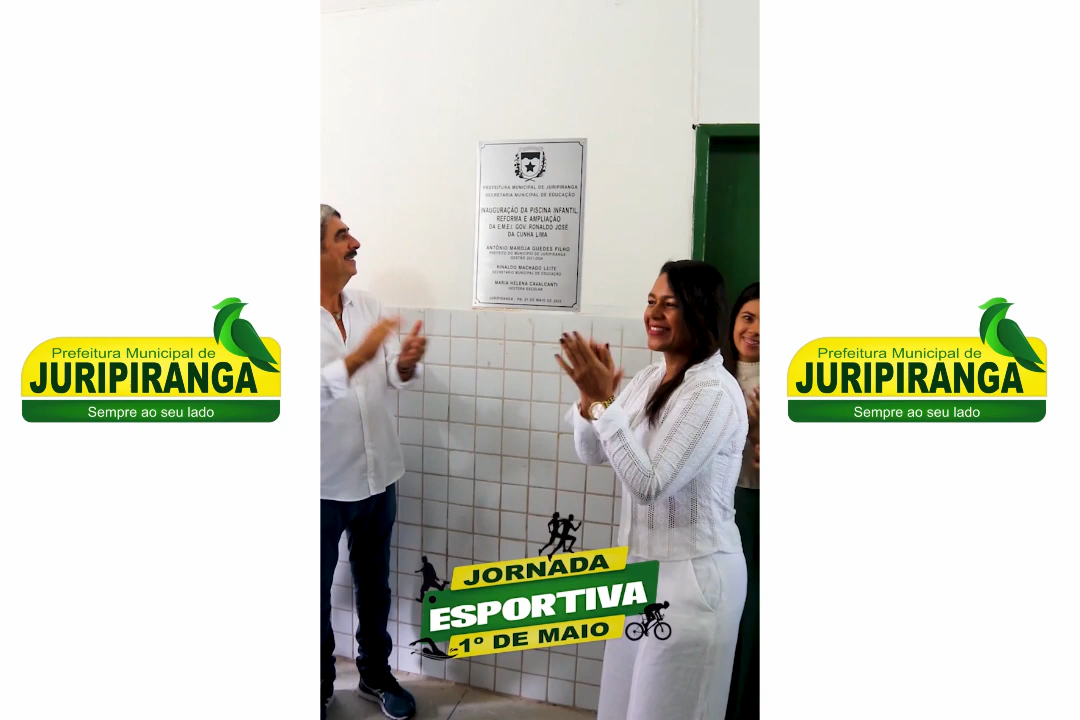 PREFEITURA MUNICIPAL DE JURIPIRANGA
SECRETARIA MUNICIPAL DE EDUCAÇÃO
INAUGURAÇÃO DA PISCINA INFANTIL,
REFORMA E AMPLIAÇÃO
DA E.M.E.I. GOV. RONALDO JOSÉ
DA CUNHA LIMA
ANTÔNIO MAROJA GUEDES FILHO
PREFEITO DO MUNICÍPIO DE JURIPIRANGA
RINALDO MACHADO LEITE
SECRETÁRIO MUNICIPAL DE EDUCAÇÃO
MARIA HELENA CAVALCANTI
GESTORA ESCOLAR
Prefeitura Municipal de
JURIPIRANGA
Sempre ao seu lado
Prefeitura Municipal de
JURIPIRANGA
Sempre ao seu lado
JORNADA
ESPORTIVA
1º DE MAIO